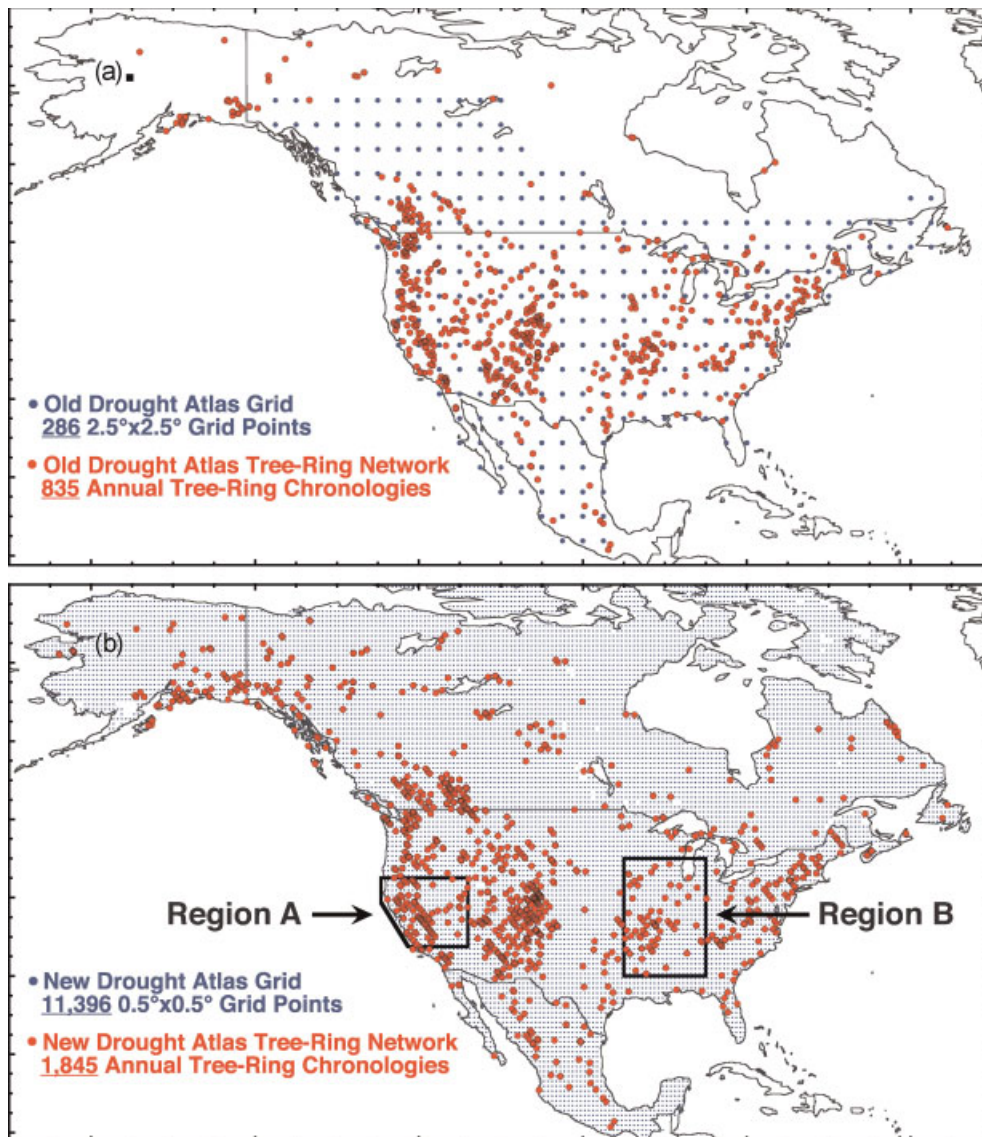 (a)
• Old Drought Atlas Grid
286 2.5°x2.5° Grid Points
• Old Drought Atlas Tree-Ring Network
835 Annual Tree-Ring Chronologies
(b)
Region A
Region B
• New Drought Atlas Grid
11,396 0.5°x0.5° Grid Points
• New Drought Atlas Tree-Ring Network
1,845 Annual Tree-Ring Chronologies